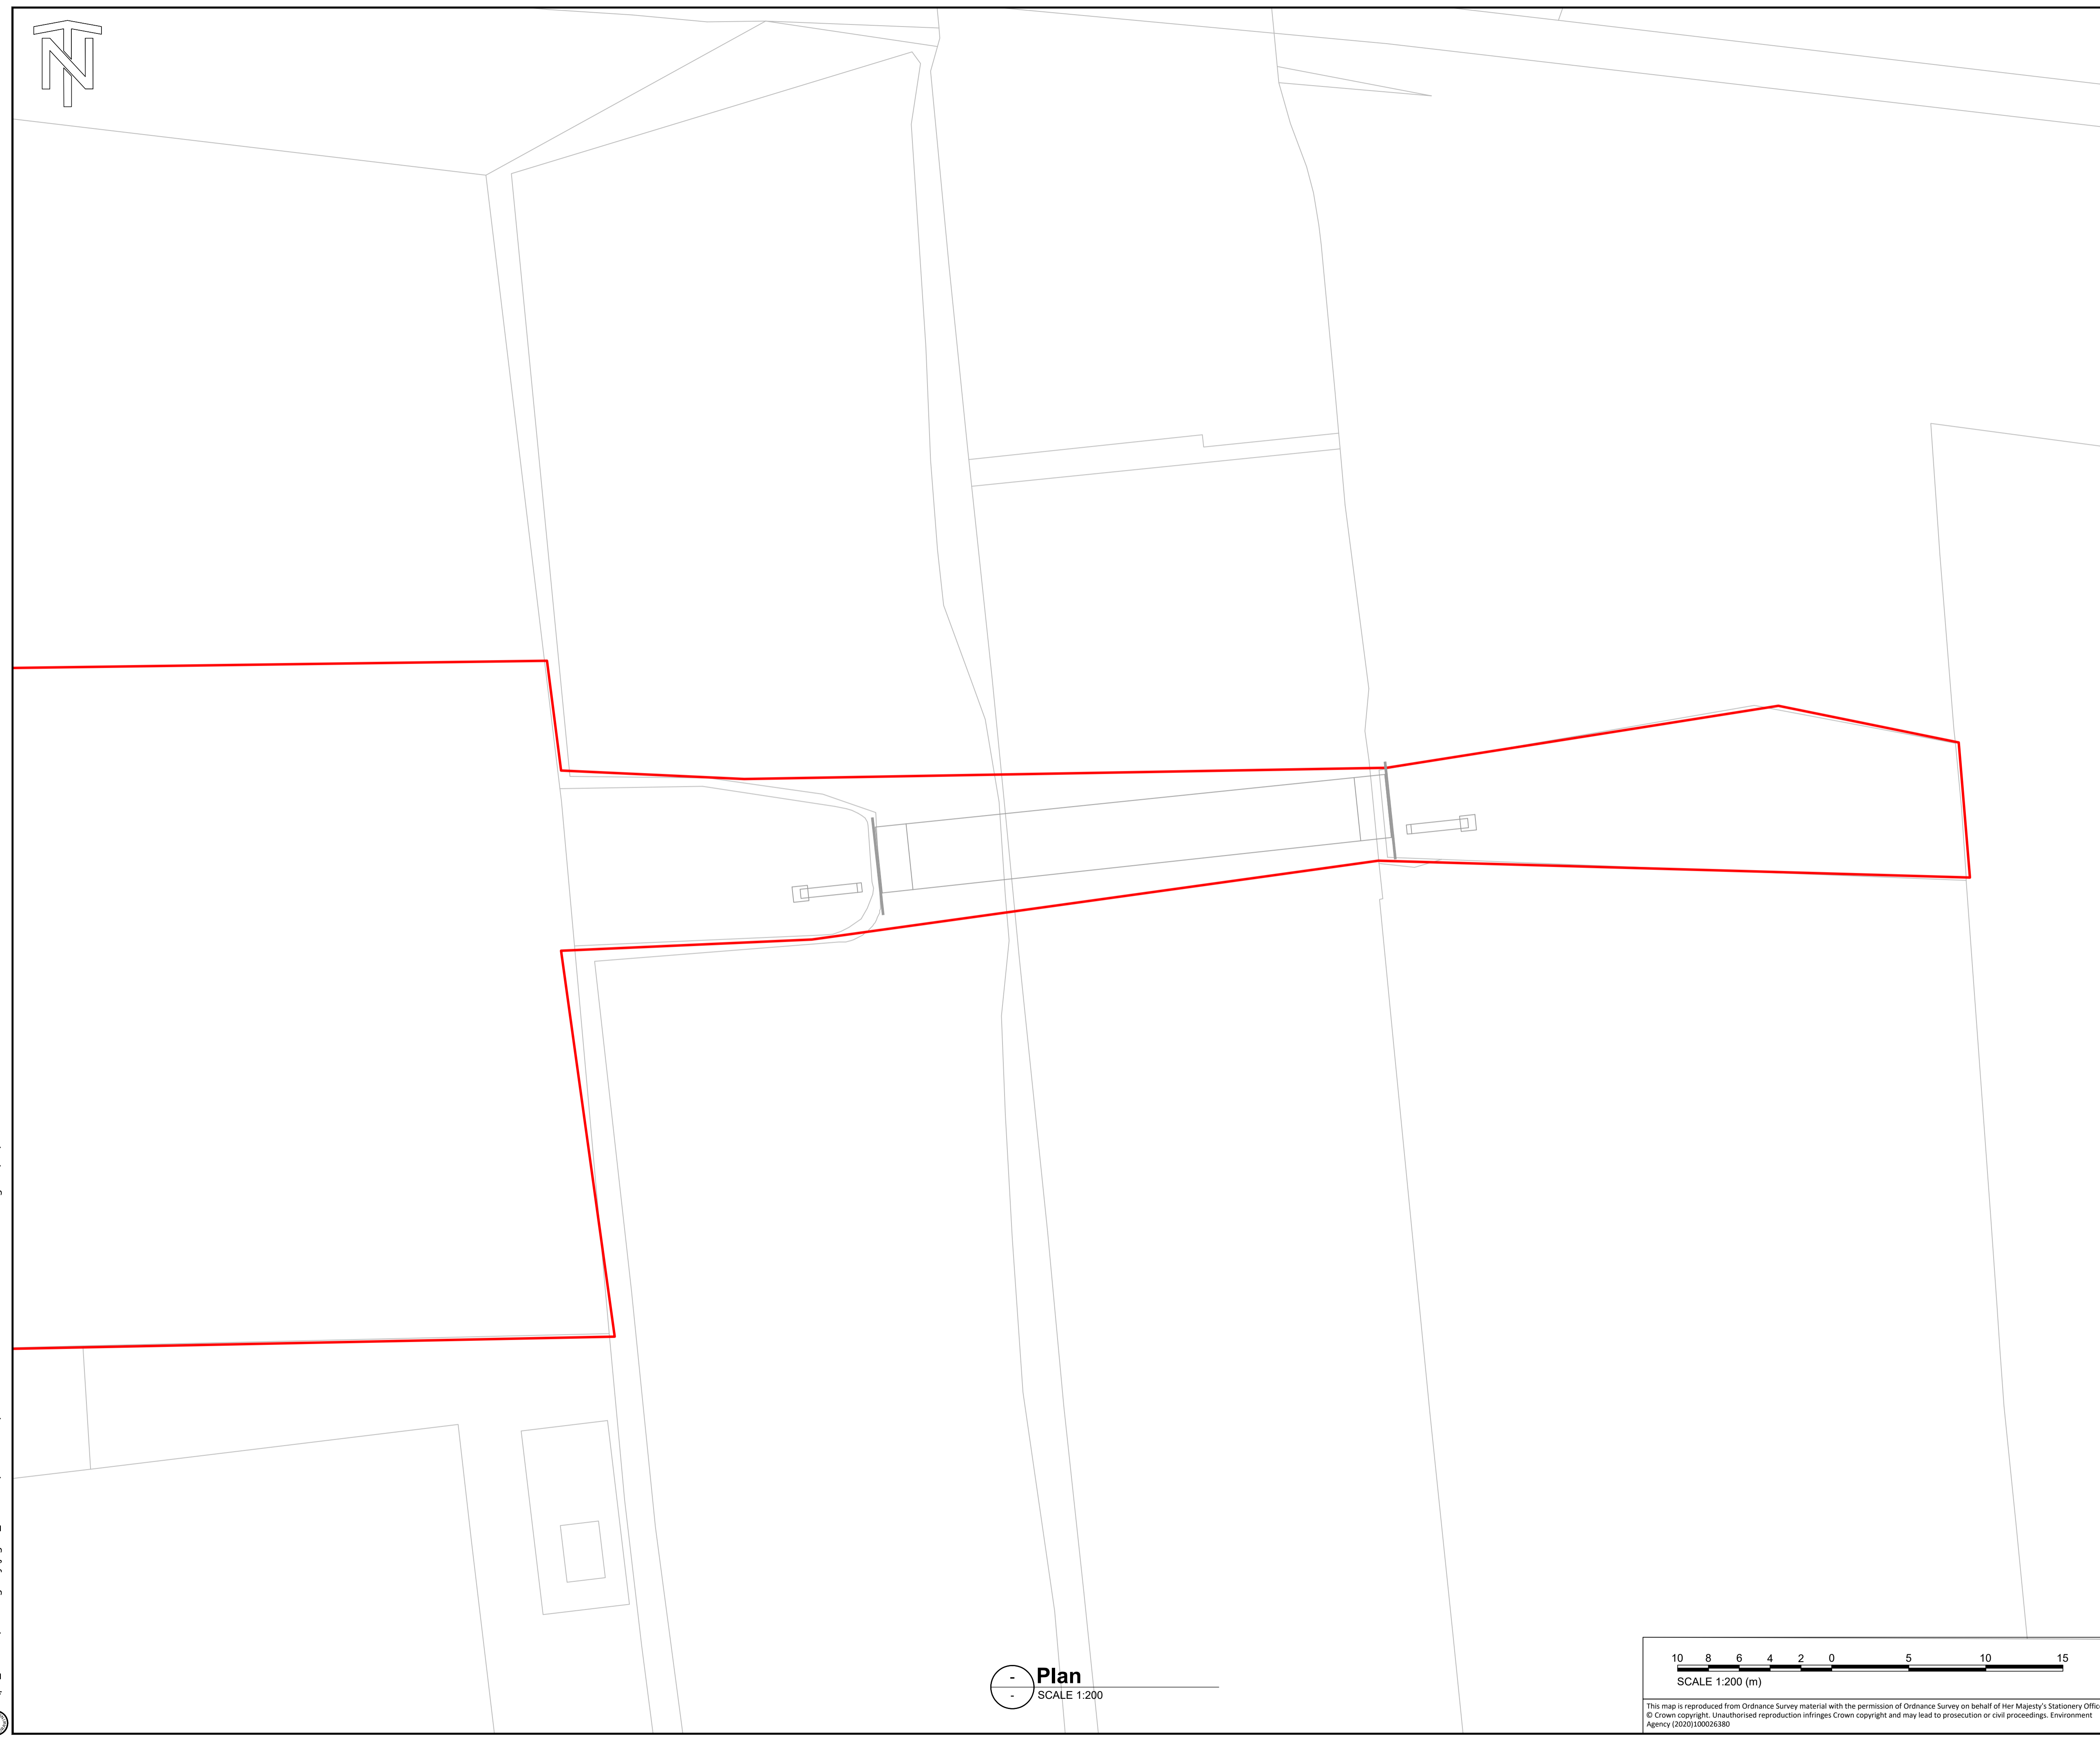 N
-
Plan
-
SCALE 1:200
10 8 6 4 2 0 5 10 15
SCALE 1:200 (m)
This map is reproduced from Ordnance Survey material with the permission of Ordnance Survey on behalf of Her Majesty's Stationery Offic
© Crown copyright. Unauthorised reproduction infringes Crown copyright and may lead to prosecution or civil proceedings. Environment
Agency (2020)100026380